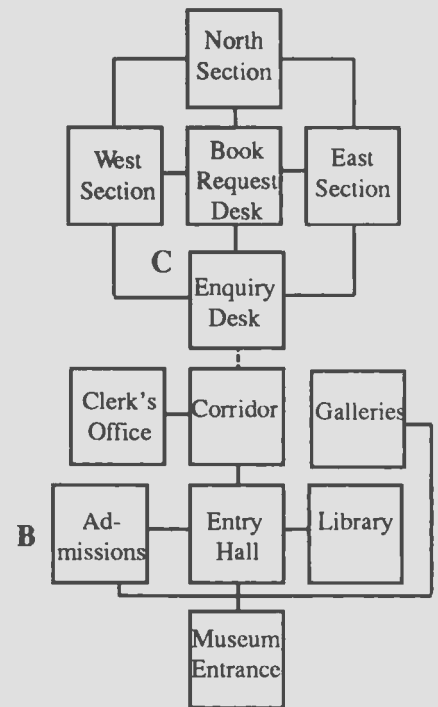 North
Section
West
Section
Book
Request
Desk
East
Section
C
Enquiry
Desk
Clerk's
Office
Corridor
Galleries
B
Ad-
missions
Entry
Hall
Library
Museum
Entrance